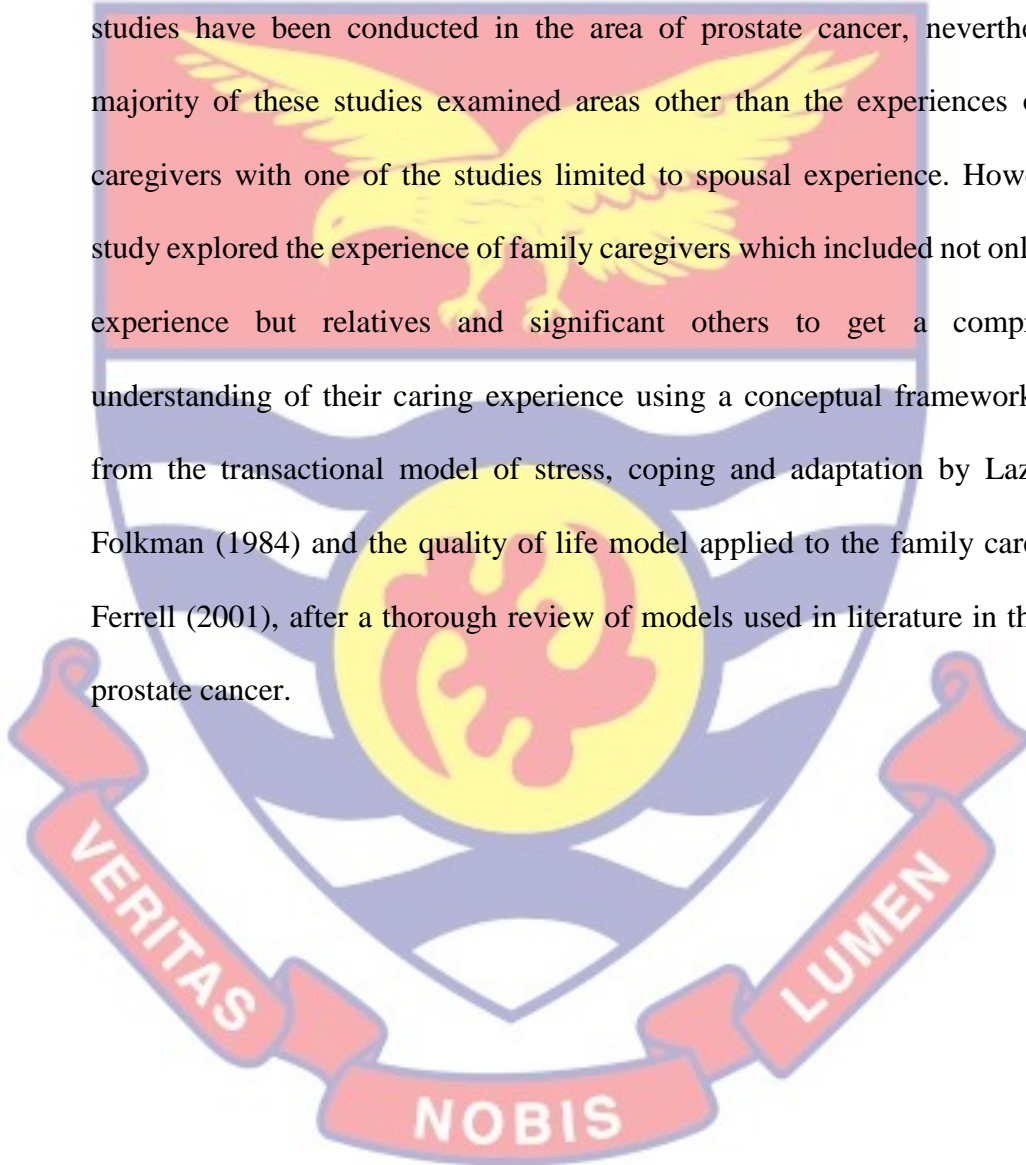 studies have been conducted in the area of prostate cancer, neverthe
majority of these studies examined areas other than the experiences
caregivers with one of the studies limited to spousal experience. Howe
study explored the experience of family caregivers which included not onl
experience but relatives and significant others to get a comp
understanding of their caring experience using a conceptual framework
from the transactional model of stress, coping and adaptation by Laz
Folkman (1984) and the quality of life model applied to the family car
Ferrell (2001), after a thorough review of models used in literature in th
prostate cancer.
VERITAS
NOBIS
LUMEN